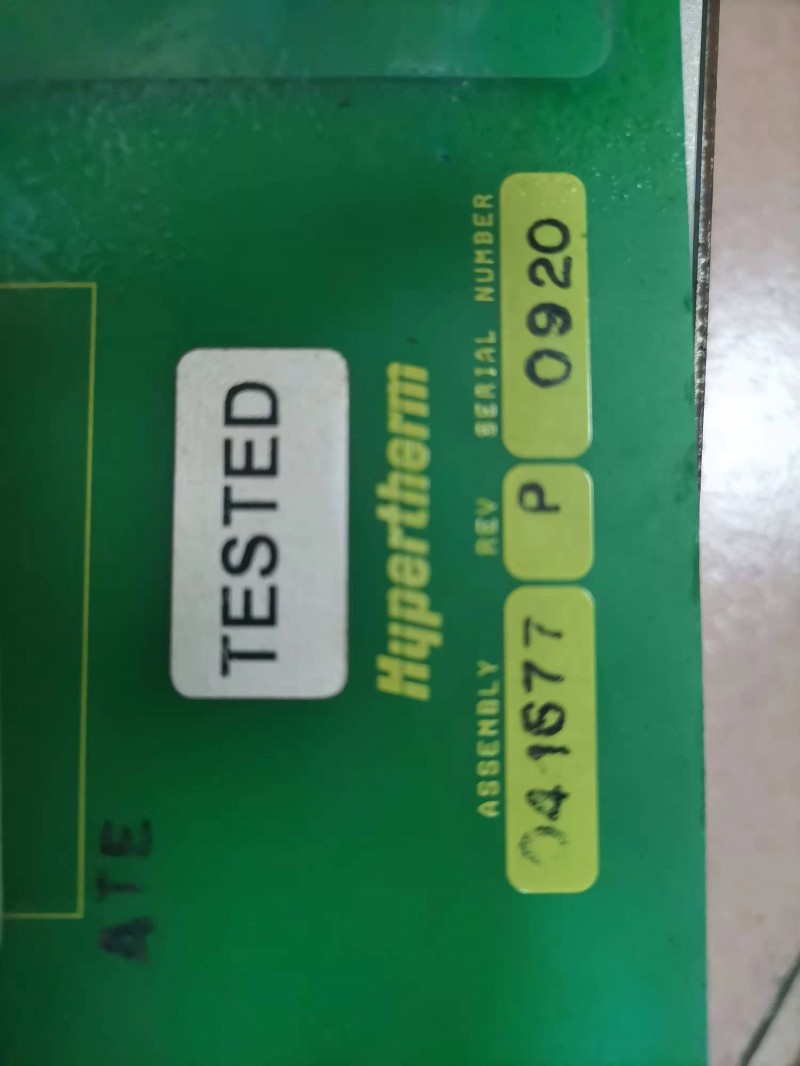 ATE
TESTED
Hypertherm
ASSEMBLY REV SERIAL NUMBER
041677 P 0920